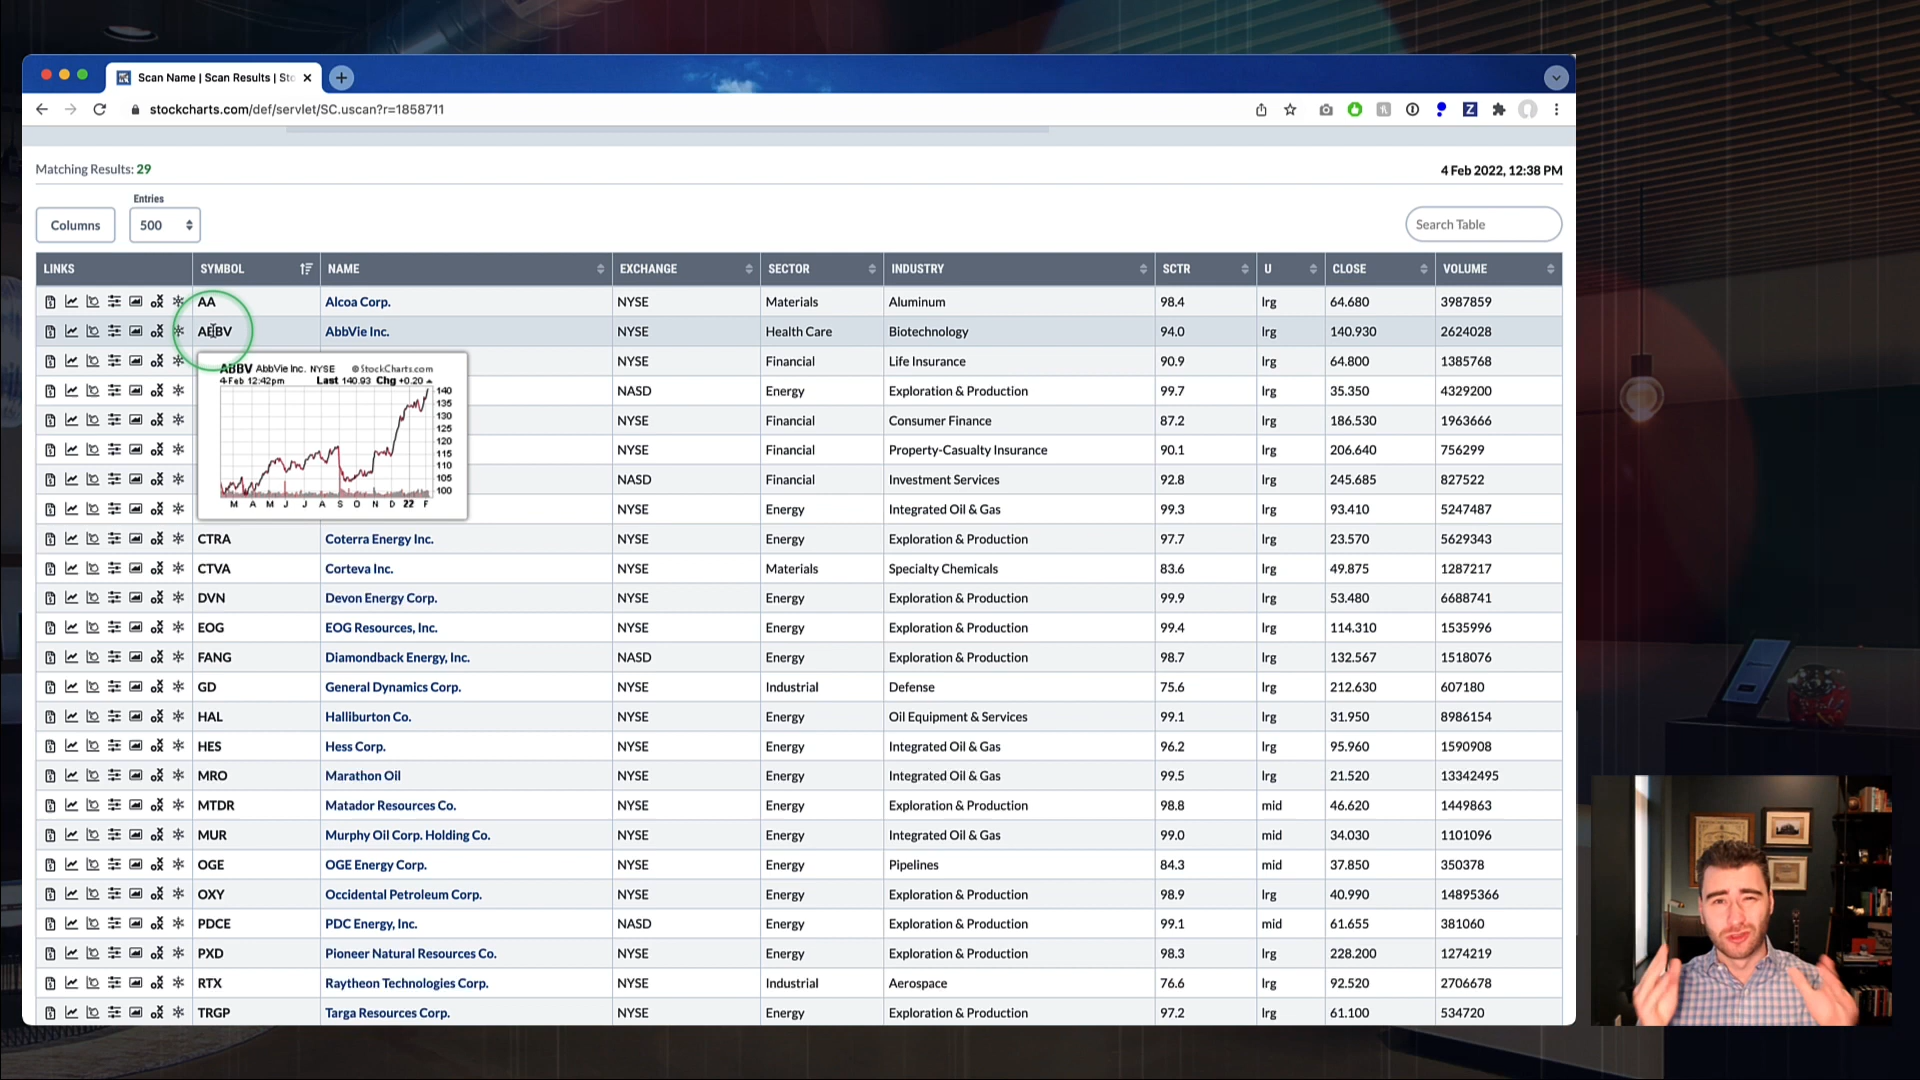 Scan Name | Scan Results | Sto
stockcharts.com/def/servlet/SC.uscan?r=1858711
Matching Results: 29
4 Feb 2022, 12:38 PM
Entries
Columns
500
Search Table
LINKS SYMBOL NAME EXCHANGE SECTOR INDUSTRY SCTR U CLOSE VOLUME
AA Alcoa Corp. NYSE Materials Aluminum 98.4 lrg 64.680 3987859
ABBV AbbVie Inc. NYSE Health Care Biotechnology 94.0 lrg 140.930 2624028
NYSE Financial Life Insurance 90.9 lrg 64.800 1385768
NASD Energy Exploration & Production 99.7 lrg 35.350 4329200
NYSE Financial Consumer Finance 87.2 lrg 186.530 1963666
NYSE Financial Property-Casualty Insurance 90.1 lrg 206.640 756299
NASD Financial Investment Services 92.8 lrg 245.685 827522
NYSE Energy Integrated Oil & Gas 99.3 lrg 93.410 5247487
ABBV AbbVie Inc. NYSE @StockCharts.com
4-Feb 12:42pm Last 140.93 Chg +0.20
140
135
130
125
120
115
110
105
100
M A M J J A S O N D 22 F
CTRA Coterra Energy Inc. NYSE Energy Exploration & Production 97.7 lrg 23.570 5629343
CTVA Corteva Inc. NYSE Materials Specialty Chemicals 83.6 lrg 49.875 1287217
DVN Devon Energy Corp. NYSE Energy Exploration & Production 99.9 lrg 53.480 6688741
EOG EOG Resources, Inc. NYSE Energy Exploration & Production 99.4 lrg 114.310 1535996
FANG Diamondback Energy, Inc. NASD Energy Exploration & Production 98.7 lrg 132.567 1518076
GD General Dynamics Corp. NYSE Industrial Defense 75.6 lrg 212.630 607180
HAL Halliburton Co. NYSE Energy Oil Equipment & Services 99.1 lrg 31.950 8986154
HES Hess Corp. NYSE Energy Integrated Oil & Gas 96.2 lrg 95.960 1590908
MRO Marathon Oil NYSE Energy Integrated Oil & Gas 99.5 lrg 21.520 13342495
MTDR Matador Resources Co. NYSE Energy Exploration & Production 98.8 mid 46.620 1449863
MUR Murphy Oil Corp. Holding Co. NYSE Energy Integrated Oil & Gas 99.0 mid 34.030 1101096
OGE OGE Energy Corp. NYSE Energy Pipelines 84.3 mid 37.850 350378
OXY Occidental Petroleum Corp. NYSE Energy Exploration & Production 98.9 lrg 40.990 14895366
PDCE PDC Energy, Inc. NASD Energy Exploration & Production 99.1 mid 61.655 381060
PXD Pioneer Natural Resources Co. NYSE Energy Exploration & Production 98.3 lrg 228.200 1274219
RTX Raytheon Technologies Corp. NYSE Industrial Aerospace 76.6 lrg 92.520 2706678
TRGP Targa Resources Corp. NYSE Energy Exploration & Production 97.2 lrg 61.100 534720